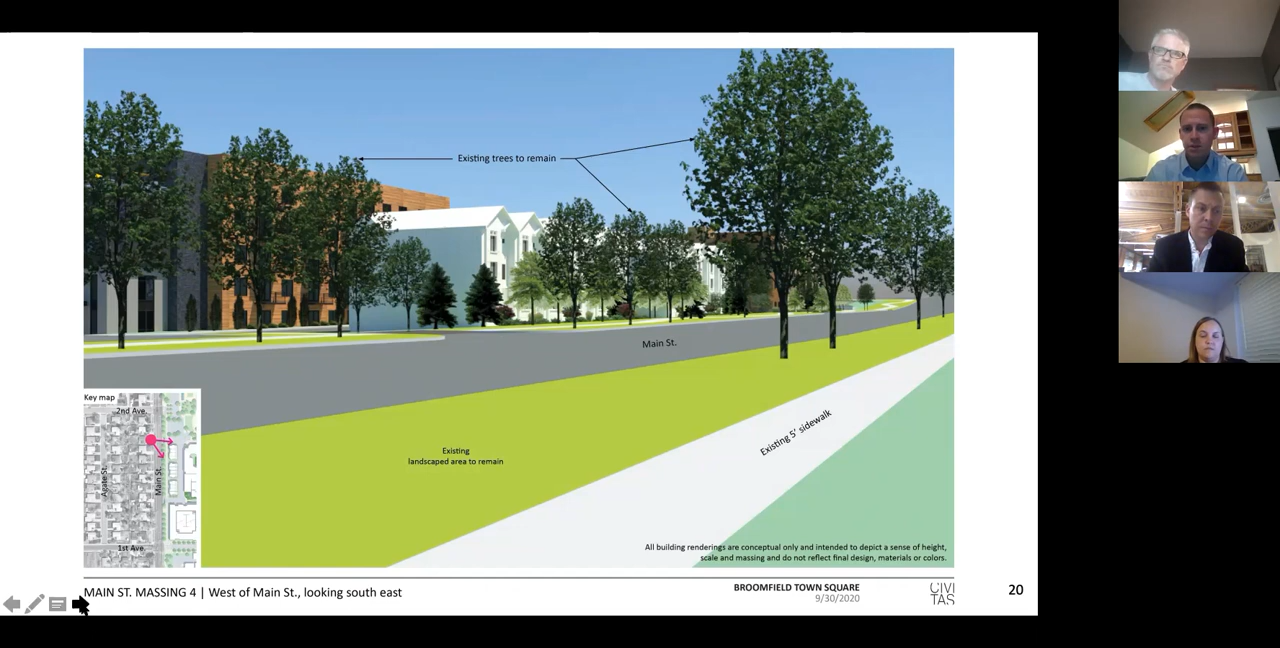 Existing trees to remain
Main St.
Key map
2nd Ave.
Agate St.
Main St.
1st Ave.
Existing
landscaped area to remain
Existing 5' sidewalk
All building renderings are conceptual only and intended to depict a sense of height,
scale and massing and do not reflect final design, materials or colors.
MAIN ST. MASSING 4 | West of Main St., looking south east
BROOMFIELD TOWN SQUARE
9/30/2020
CIVI
TAS
20